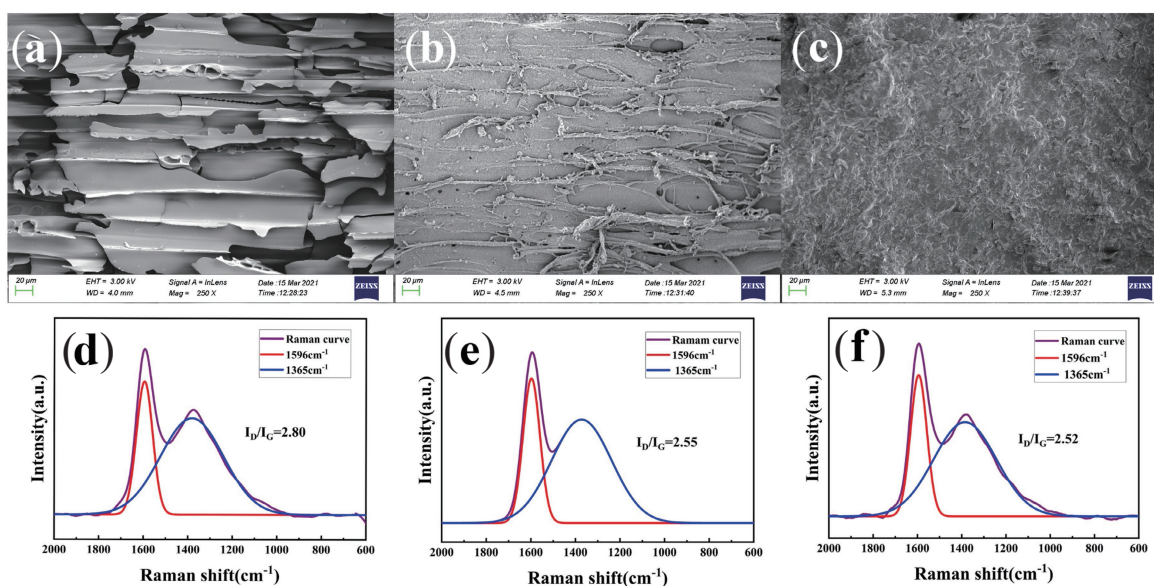 (a)
(b)
(c)
20 µm
EHT = 3.00 kV
Signal A = InLens
Date :15 Mar 2021
WD = 4.0 mm
Mag = 250 X
Time :12:28:23
ZEISS
20 µm
EHT = 3.00 kV
Signal A = InLens
Date :15 Mar 2021
WD = 4.5 mm
Mag = 250 X
Time :12:31:40
ZEISS
20 µm
EHT = 3.00 kV
Signal A = InLens
Date :15 Mar 2021
WD = 5.3 mm
Mag = 250 X
Time :12:39:37
ZEISS
(d)
Raman curve
1596cm⁻¹
1365cm⁻¹
I_D/I_G=2.80
Intensity(a.u.)
2000 1800 1600 1400 1200 1000 800 600
Raman shift(cm⁻¹)
(e)
Ramam curve
1596cm⁻¹
1365cm⁻¹
I_D/I_G=2.55
Intensity(a.u.)
2000 1800 1600 1400 1200 1000 800 600
Raman shift(cm⁻¹)
(f)
Raman curve
1596cm⁻¹
1365cm⁻¹
I_D/I_G=2.52
Intensity(a.u.)
2000 1800 1600 1400 1200 1000 800 600
Raman shift(cm⁻¹)